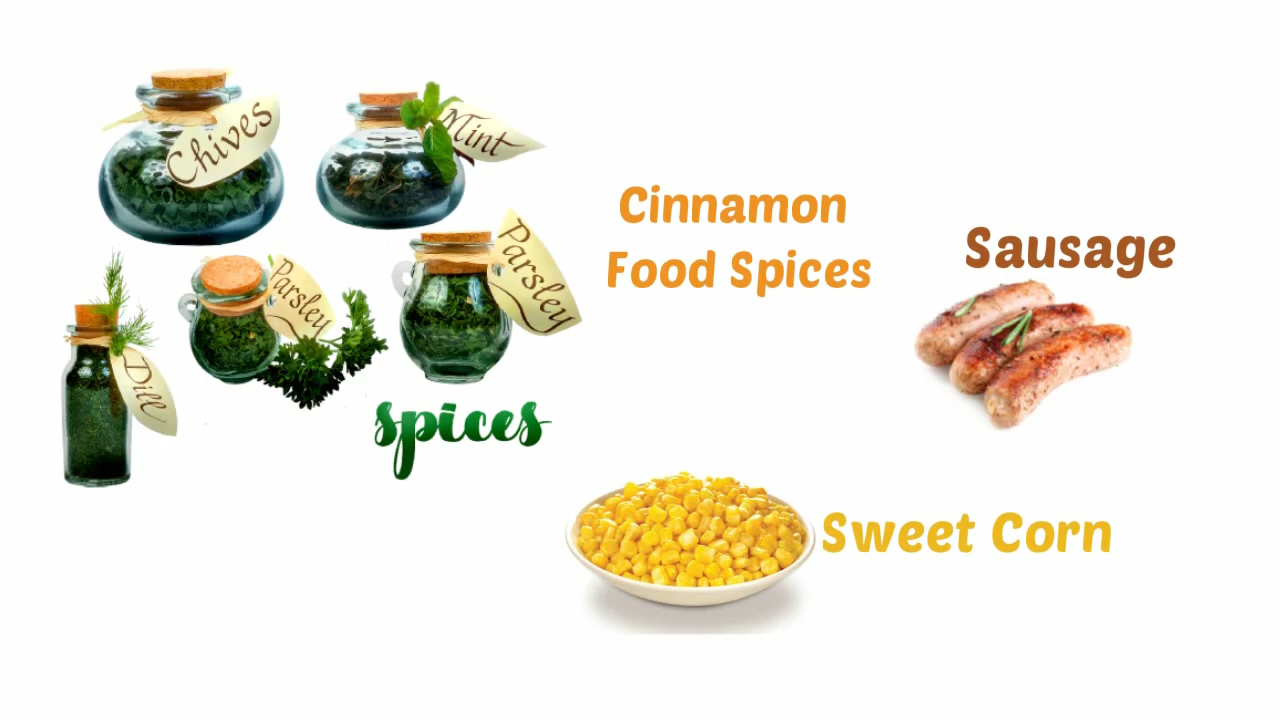 Chives
Mint
Parsley
Parsley
Dill
spices
Cinnamon
Food Spices
Sausage
Sweet Corn